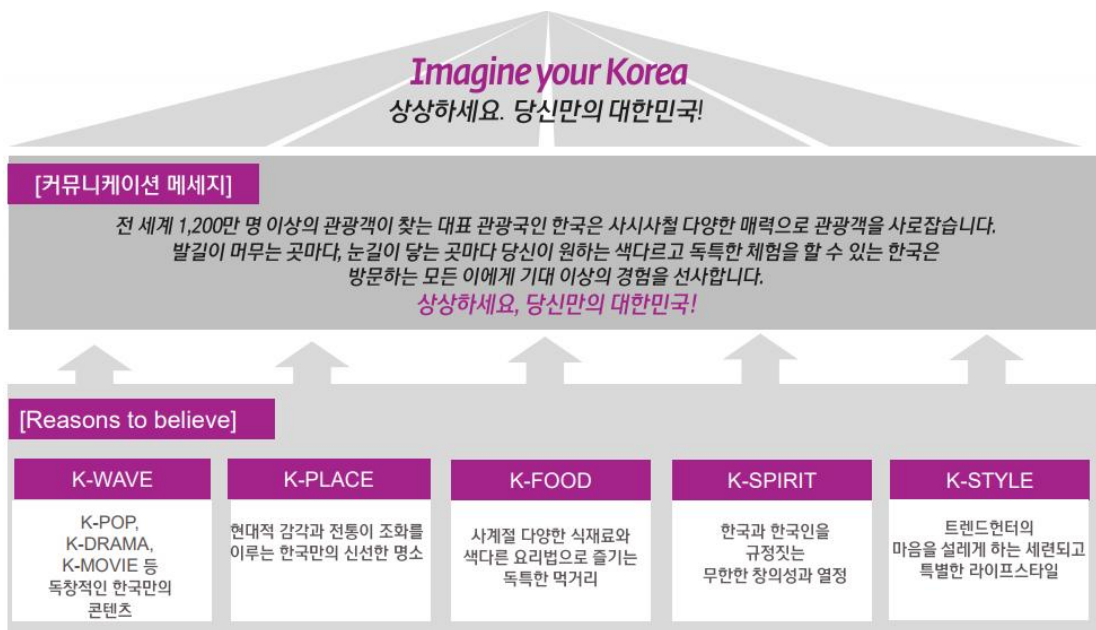 Imagine your Korea
상상하세요. 당신만의 대한민국!
[커뮤니케이션 메세지]
전 세계 1,200만 명 이상의 관광객이 찾는 대표 관광국인 한국은 사시사철 다양한 매력으로 관광객을 사로잡습니다.
발길이 머무는 곳마다, 눈길이 닿는 곳마다 당신이 원하는 색다르고 독특한 체험을 할 수 있는 한국은
방문하는 모든 이에게 기대 이상의 경험을 선사합니다.
상상하세요, 당신만의 대한민국!
[Reasons to believe]
K-WAVE
K-POP,
K-DRAMA,
K-MOVIE 등
독창적인 한국만의
콘텐츠
K-PLACE
현대적 감각과 전통이 조화를
이루는 한국만의 신선한 명소
K-FOOD
사계절 다양한 식재료와
색다른 요리법으로 즐기는
독특한 먹거리
K-SPIRIT
한국과 한국인을
규정짓는
무한한 창의성과 열정
K-STYLE
트렌드헌터의
마음을 설레게 하는 세련되고
특별한 라이프스타일